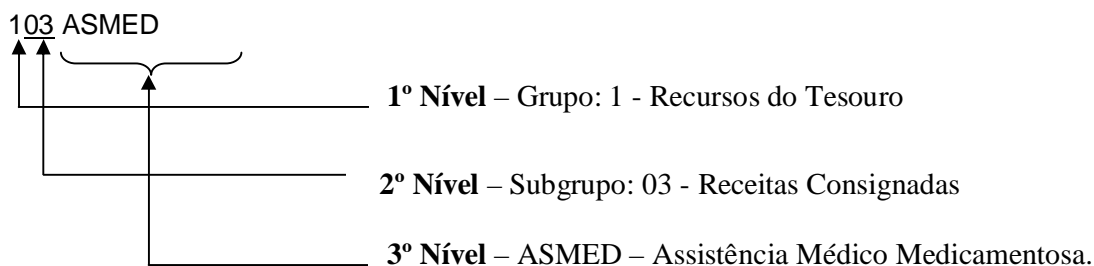 103 ASMED
1º Nível – Grupo: 1 - Recursos do Tesouro
2º Nível – Subgrupo: 03 - Receitas Consignadas
3º Nível – ASMED – Assistência Médico Medicamentosa.